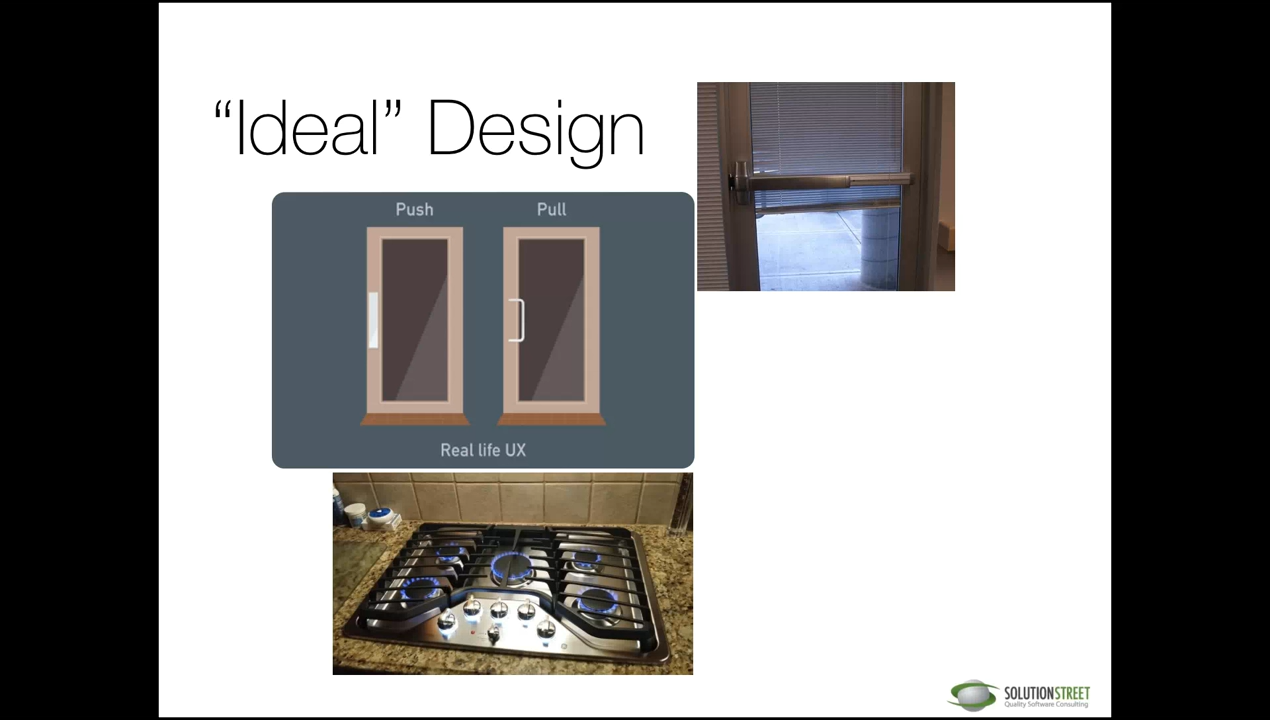 “Ideal” Design
Push Pull
Real life UX
SOLUTIONSTREET
Quality Software Consulting